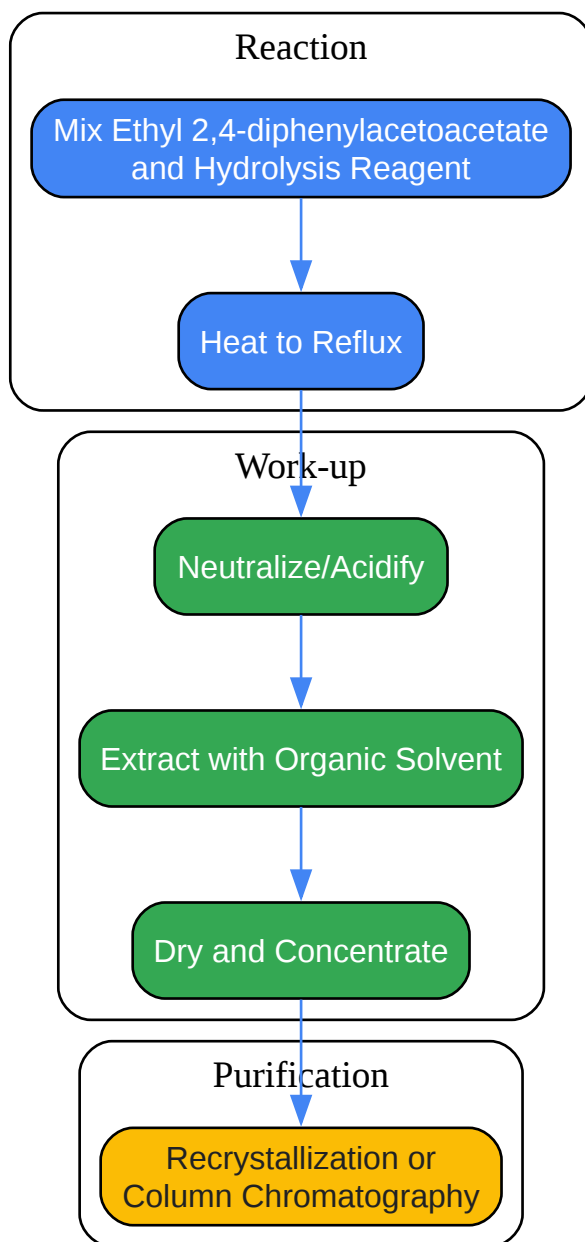 Reaction
Mix Ethyl 2,4-diphenylacetoacetate
and Hydrolysis Reagent
Heat to Reflux
Work-up
Neutralize/Acidify
Extract with Organic Solvent
Dry and Concentrate
Purification
Recrystallization or
Column Chromatography